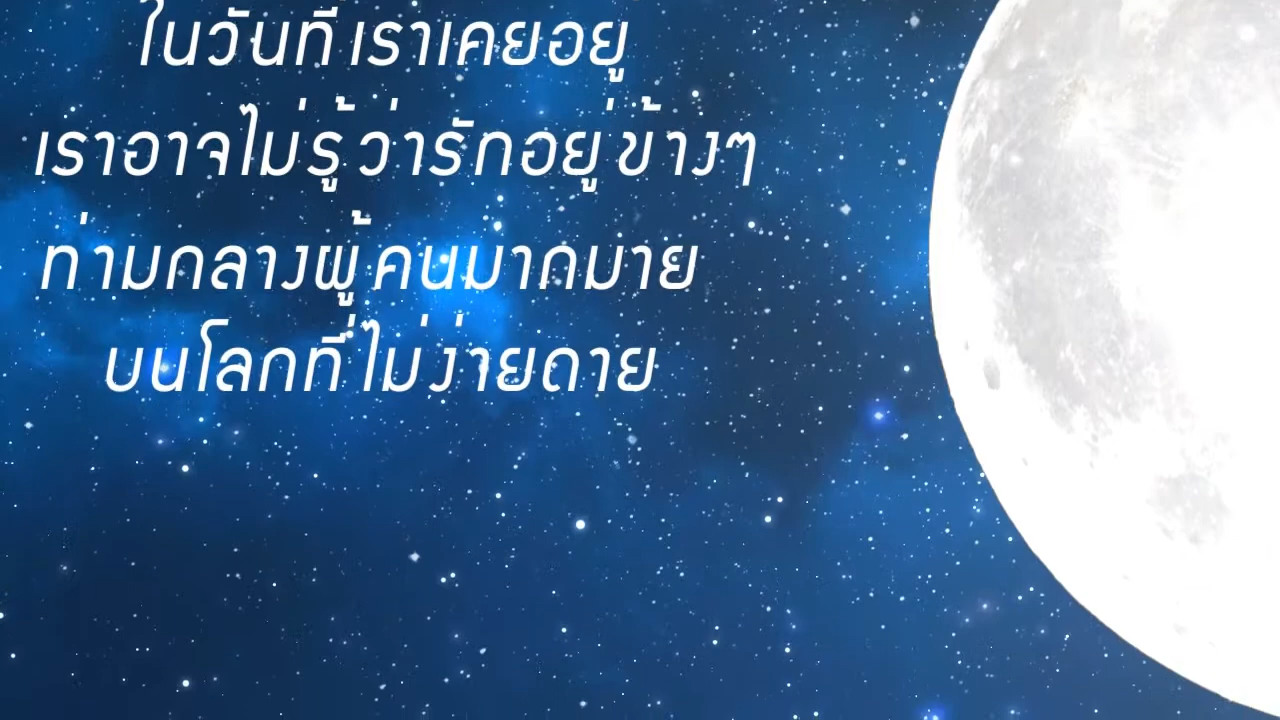 ในวันที่เราเคยอยู่
เราอาจไม่รู้ว่ารักอยู่ข้างๆ
ท่ามกลางผู้คนมากมาย
บนโลกที่ไม่ง่ายดาย